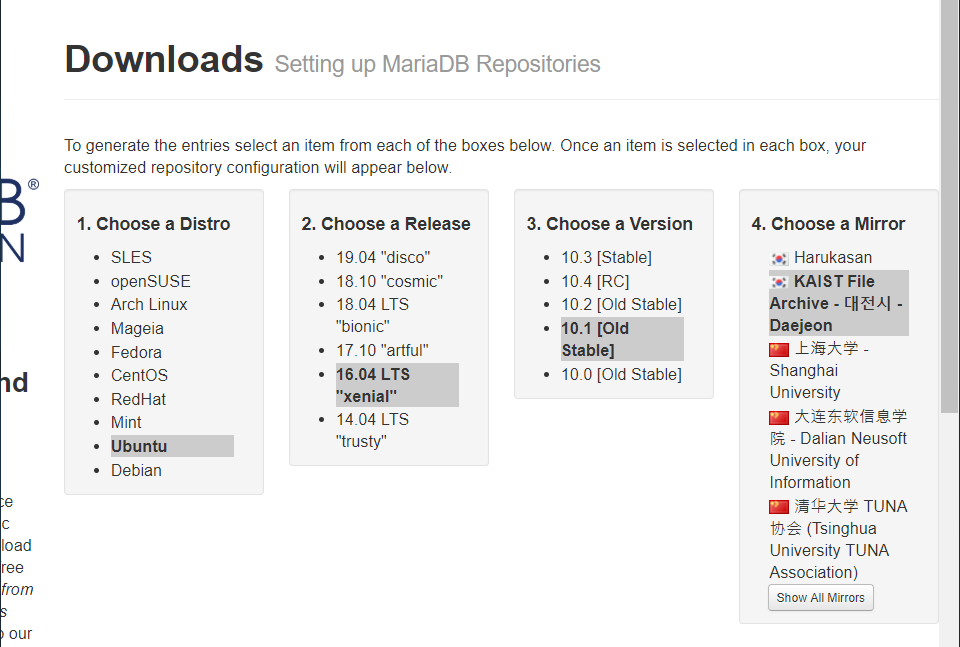 Downloads Setting up MariaDB Repositories
To generate the entries select an item from each of the boxes below. Once an item is selected in each box, your
customized repository configuration will appear below.
B®
N
nd
ce
c
load
ree
from
s
o our
1. Choose a Distro
SLES
openSUSE
Arch Linux
Mageia
Fedora
CentOS
RedHat
Mint
Ubuntu
Debian
2. Choose a Release
19.04 "disco"
18.10 "cosmic"
18.04 LTS
"bionic"
17.10 "artful"
16.04 LTS
"xenial"
14.04 LTS
"trusty"
3. Choose a Version
10.3 [Stable]
10.4 [RC]
10.2 [Old Stable]
10.1 [Old
Stable]
10.0 [Old Stable]
4. Choose a Mirror
Harukasan
KAIST File
Archive - 대전시 -
Daejeon
上海大学 -
Shanghai
University
大连东软信息学
院 - Dalian Neusoft
University of
Information
清华大学 TUNA
协会 (Tsinghua
University TUNA
Association)
Show All Mirrors